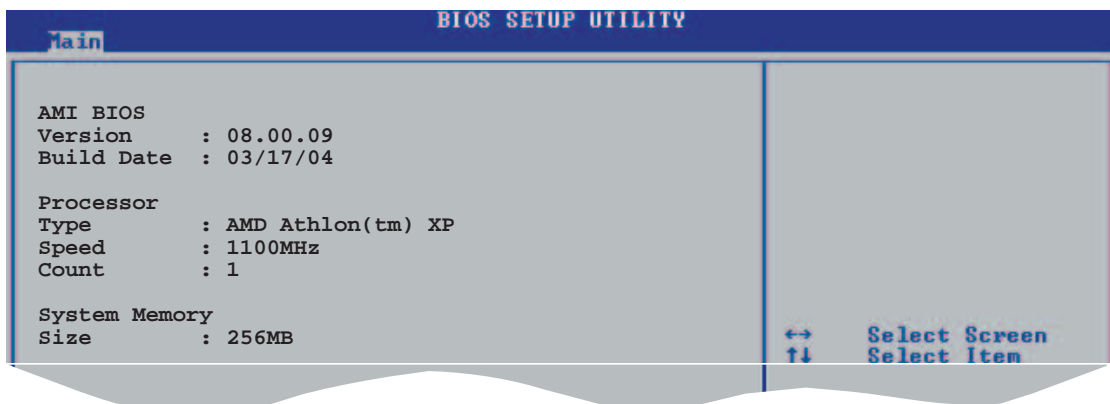 BIOS SETUP UTILITY
Main
AMI BIOS
Version : 08.00.09
Build Date : 03/17/04
Processor
Type : AMD Athlon(tm) XP
Speed : 1100MHz
Count : 1
System Memory
Size : 256MB
↔ Select Screen
↑↓ Select Item